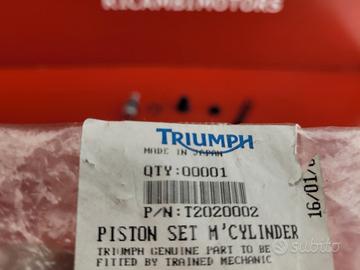 RICAMBIMOTORS
TRIUMPH
MADE IN JAPAN
QTY:00001
P/N:T2020002
PISTON SET M'CYLINDER
TRIUMPH GENUINE PART TO BE
FITTED BY TRAINED MECHANIC
16/01/
subito